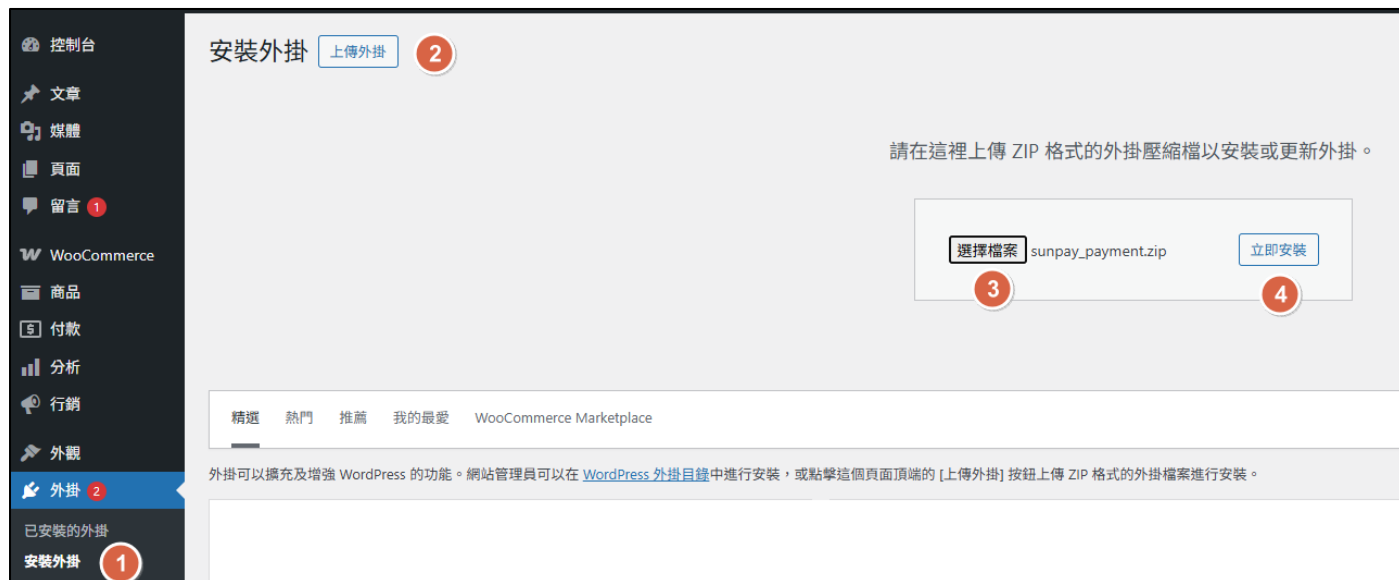 控制台
文章
媒體
頁面
留言 1
WooCommerce
商品
付款
分析
行銷
外觀
外掛 2
已安裝的外掛
安裝外掛 1
安裝外掛 上傳外掛 2
請在這裡上傳 ZIP 格式的外掛壓縮檔以安裝或更新外掛。
選擇檔案 sunpay_payment.zip 立即安裝
3 4
精選 熱門 推薦 我的最愛 WooCommerce Marketplace
外掛可以擴充及增強 WordPress 的功能。網站管理員可以在 WordPress 外掛目錄中進行安裝，或點擊這個頁面頂端的 [上傳外掛] 按鈕上傳 ZIP 格式的外掛檔案進行安裝。